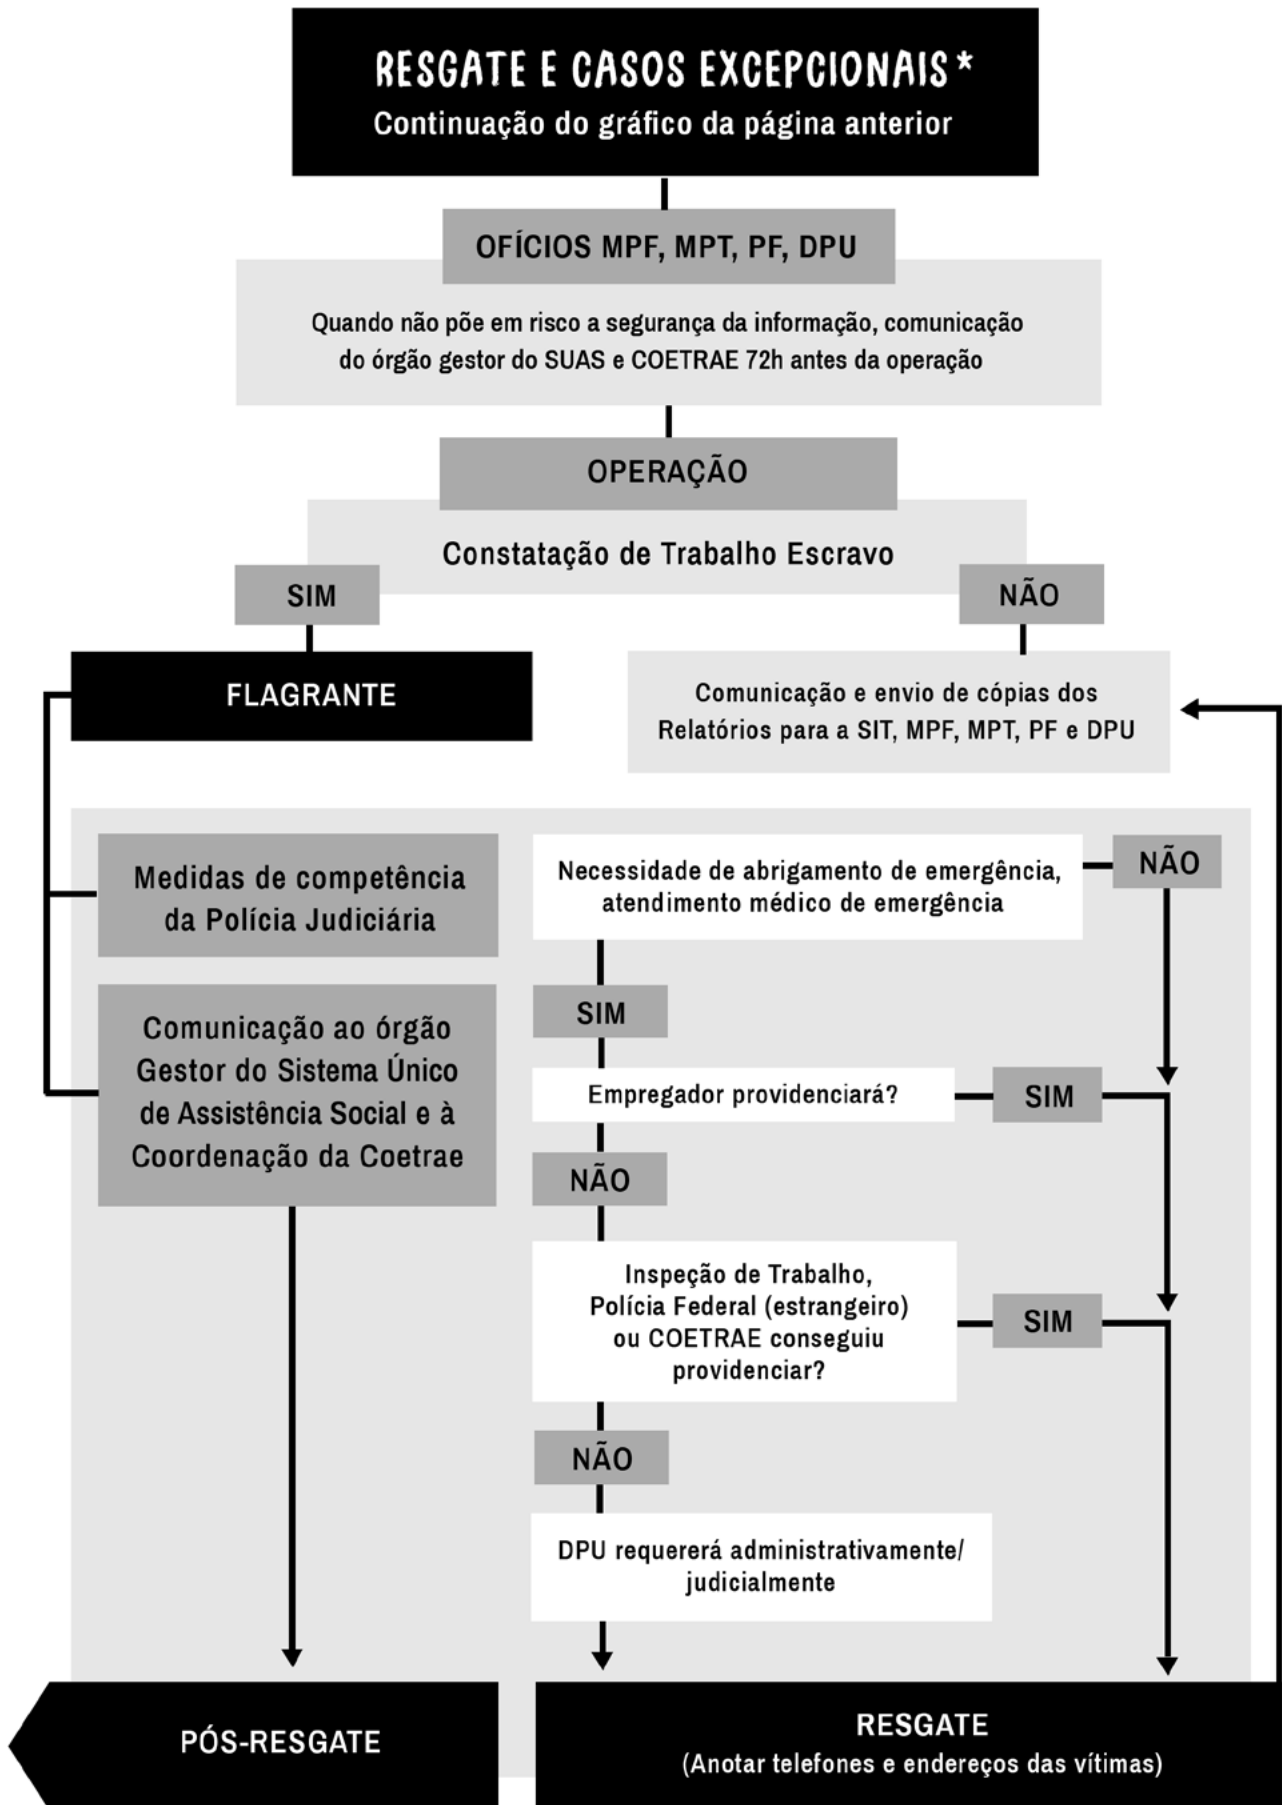 RESGATE E CASOS EXCEPCIONAIS*
Continuação do gráfico da página anterior
OFÍCIOS MPF, MPT, PF, DPU
Quando não põe em risco a segurança da informação, comunicação
do órgão gestor do SUAS e COETRAE 72h antes da operação
OPERAÇÃO
Constatação de Trabalho Escravo
SIM
NÃO
FLAGRANTE
Comunicação e envio de cópias dos
Relatórios para a SIT, MPF, MPT, PF e DPU
Medidas de competência
da Polícia Judiciária
Comunicação ao órgão
Gestor do Sistema Único
de Assistência Social e à
Coordenação da Coetrae
Necessidade de abrigamento de emergência,
atendimento médico de emergência
NÃO
SIM
Empregador providenciará?
SIM
NÃO
Inspeção de Trabalho,
Polícia Federal (estrangeiro)
ou COETRAE conseguiu
providenciar?
SIM
NÃO
DPU requererá administrativamente/
judicialmente
PÓS-RESGATE
RESGATE
(Anotar telefones e endereços das vítimas)